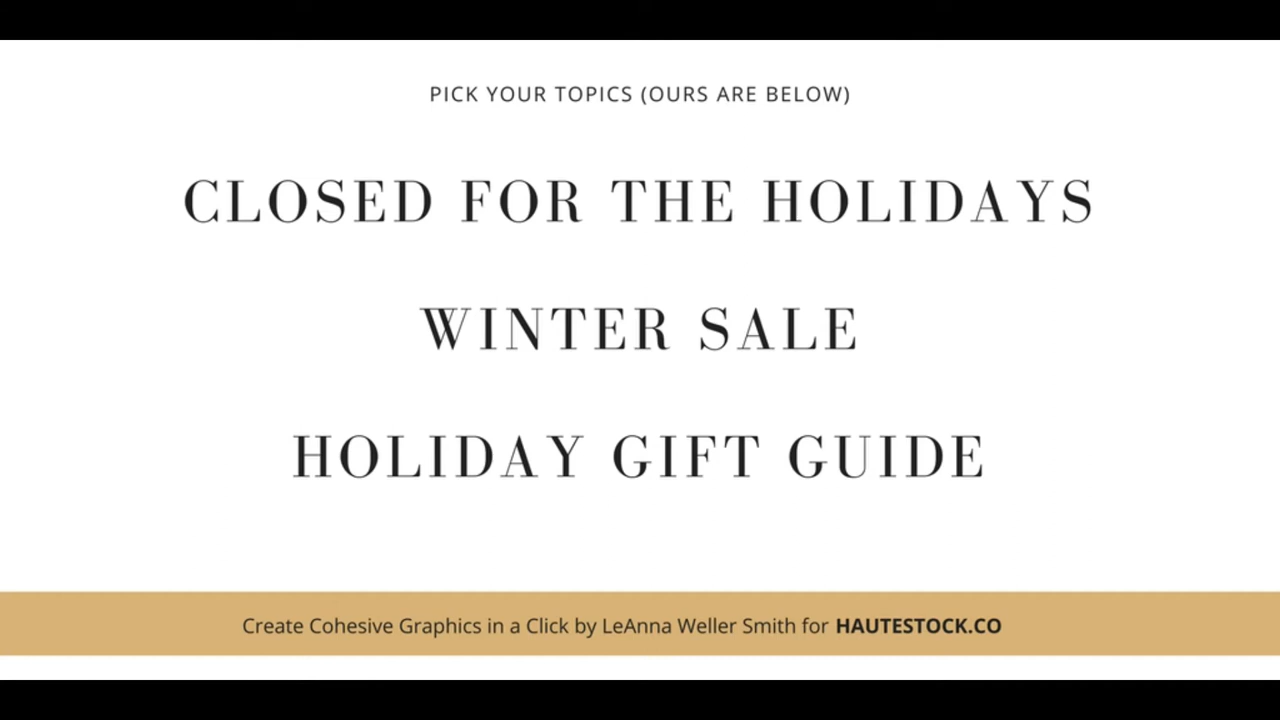 PICK YOUR TOPICS (OURS ARE BELOW)
CLOSED FOR THE HOLIDAYS
WINTER SALE
HOLIDAY GIFT GUIDE
Create Cohesive Graphics in a Click by LeAnna Weller Smith for HAUTESTOCK.CO